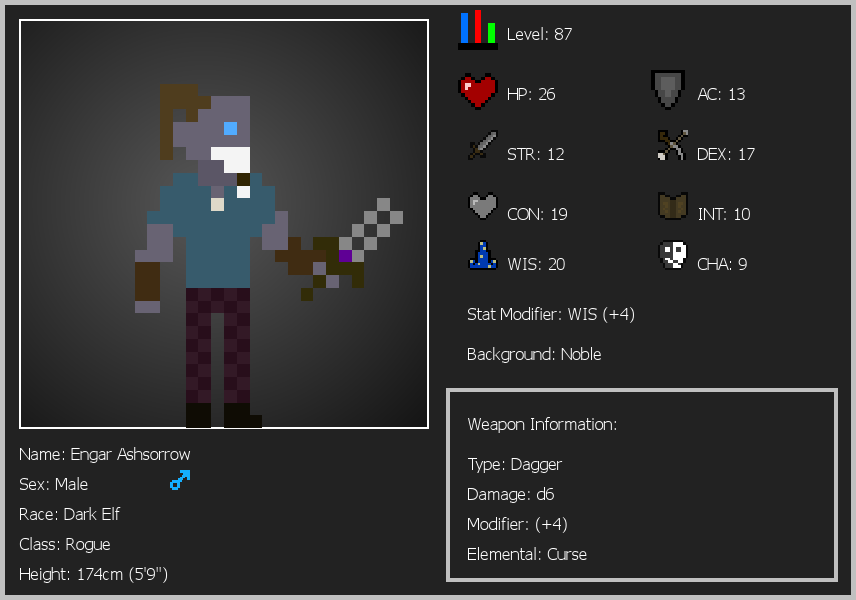 Level: 87
HP: 26
AC: 13
STR: 12
DEX: 17
CON: 19
INT: 10
WIS: 20
CHA: 9
Stat Modifier: WIS (+4)
Background: Noble
Weapon Information:
Type: Dagger
Damage: d6
Modifier: (+4)
Elemental: Curse
Name: Engar Ashsorrow
Sex: Male
Race: Dark Elf
Class: Rogue
Height: 174cm (5'9")